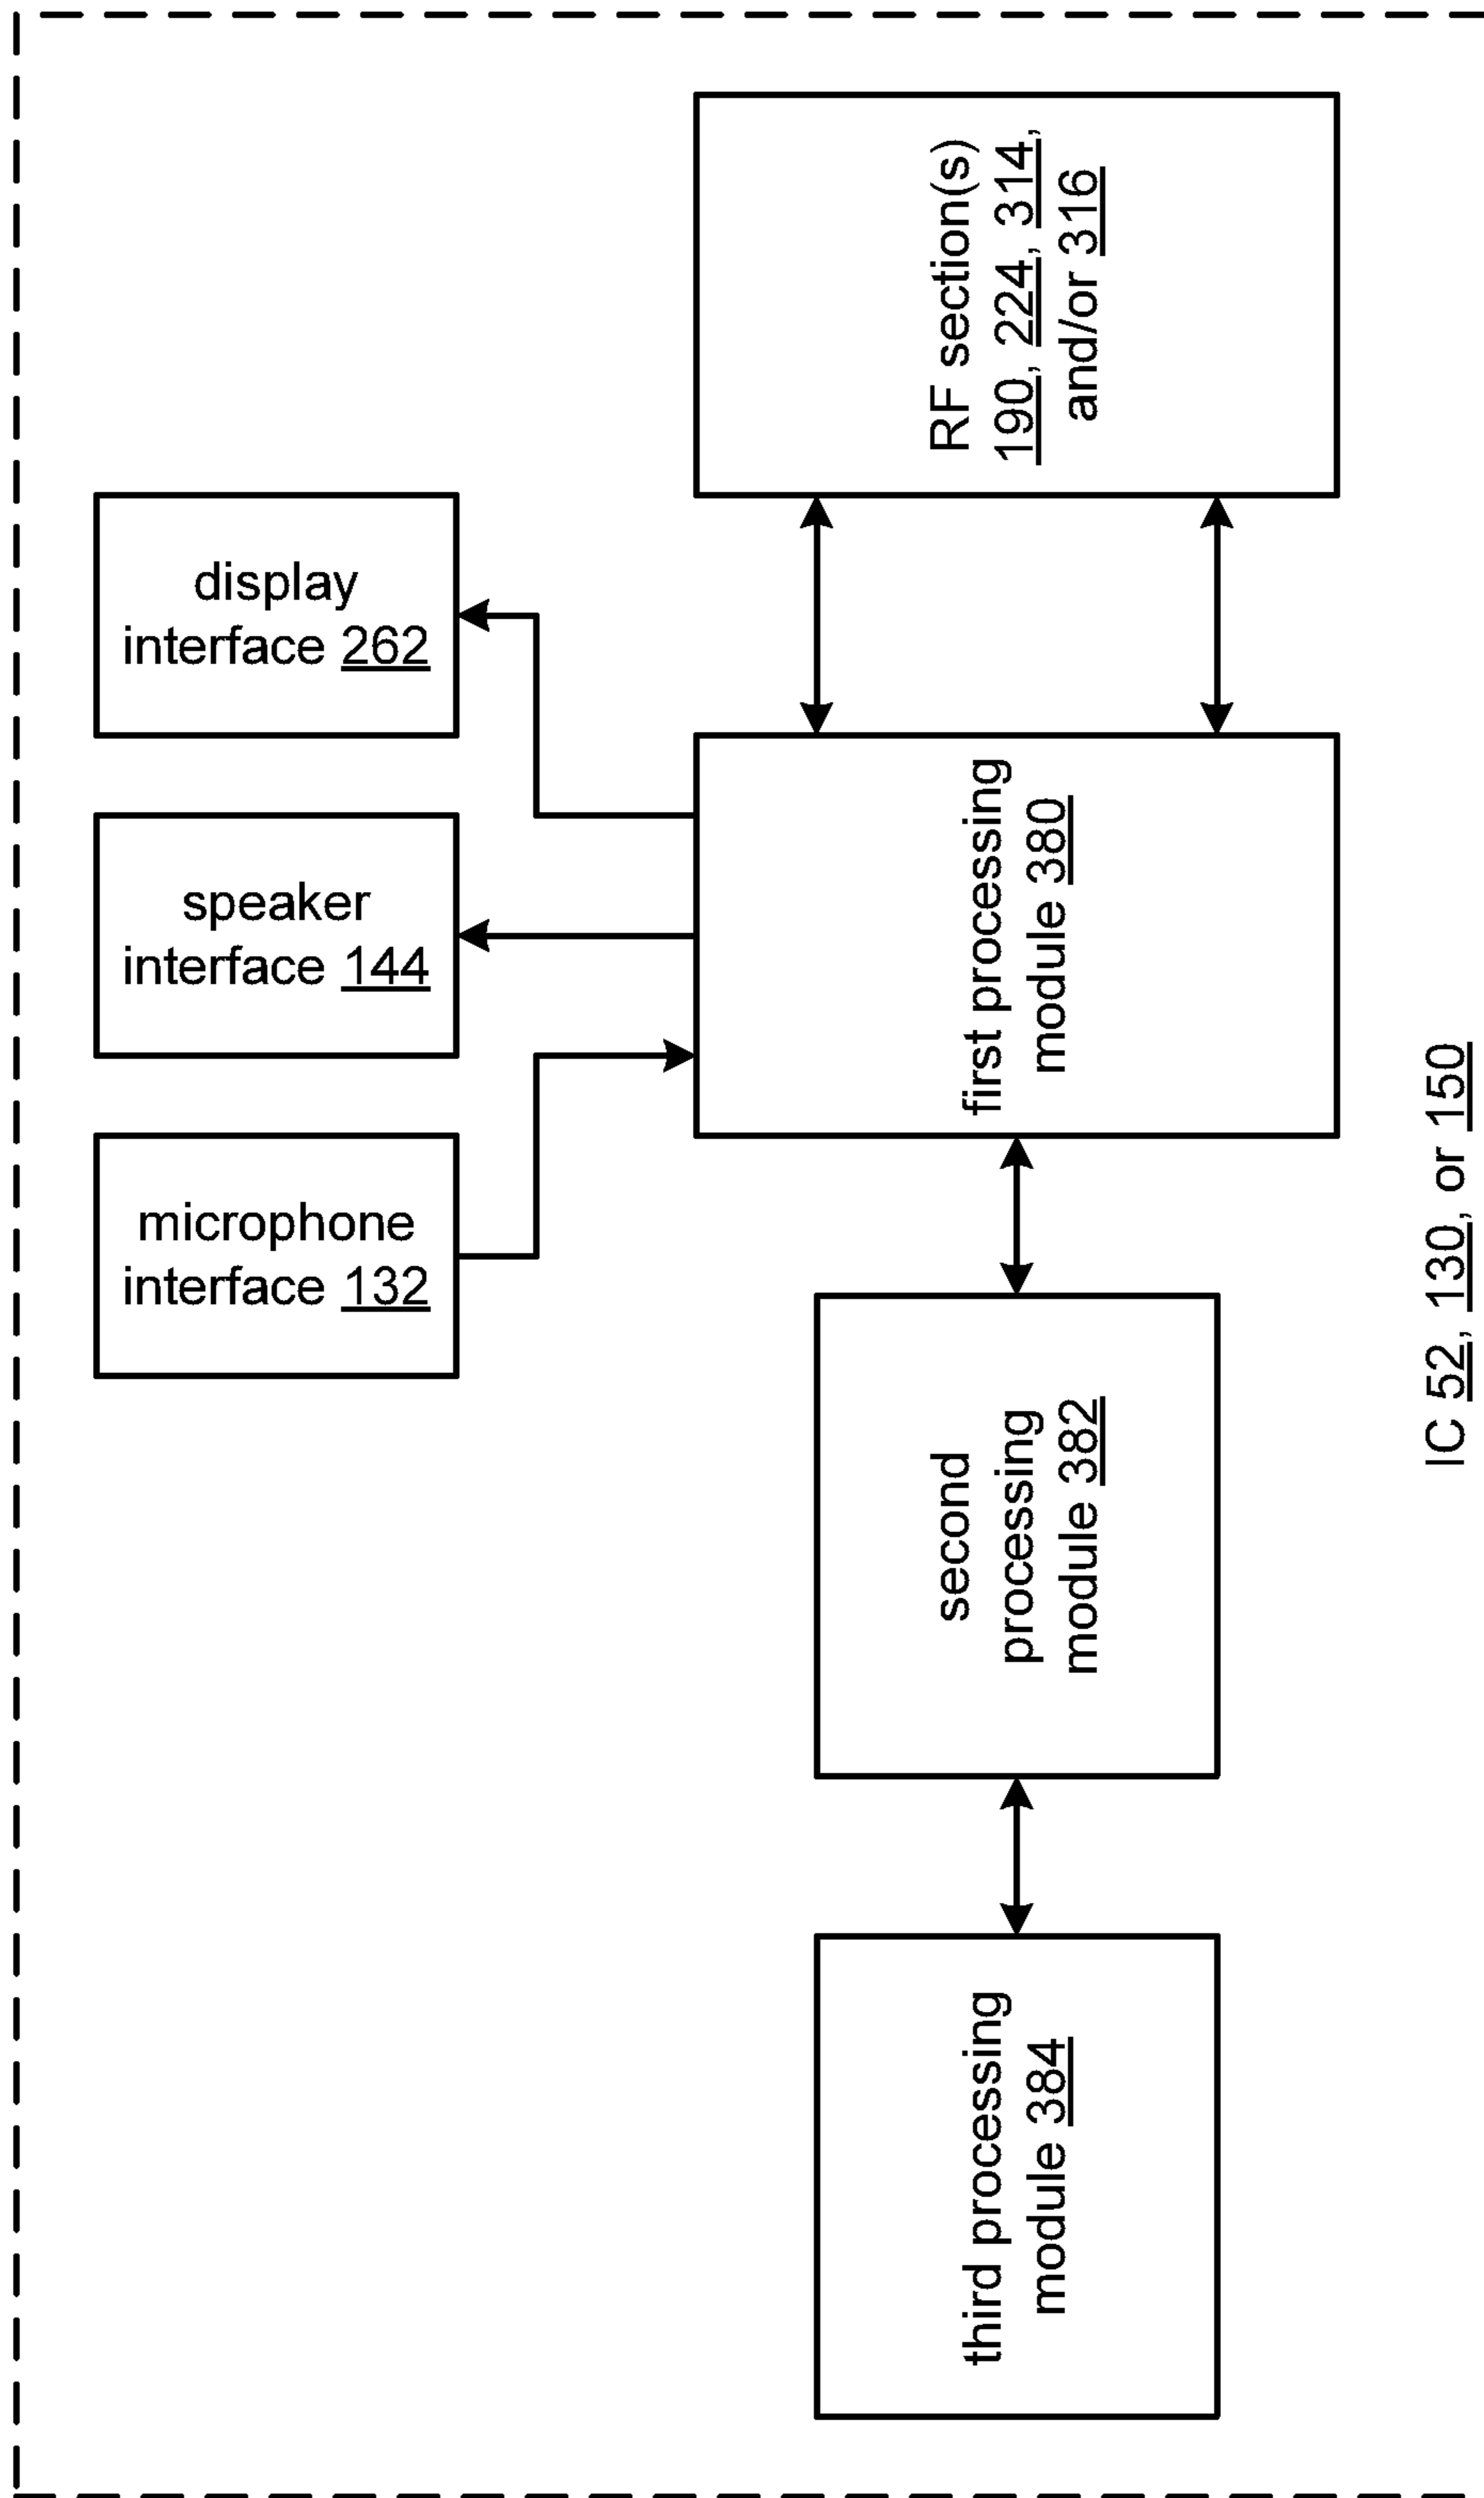 display
interface 262
speaker
interface 144
microphone
interface 132
RF section(s)
190, 224, 314,
and/or 316
first processing
module 380
second
processing
module 382
third processing
module 384
IC 52, 130, or 150